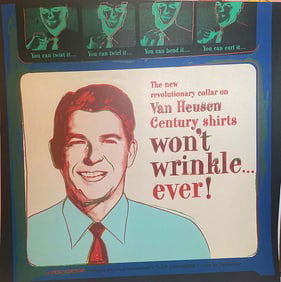 You can twist it...
You can twirl it...
You can bend it...
You can curl it...
The new
revolutionary collar on
Van Heusen
Century shirts
won't
wrinkle...
ever!